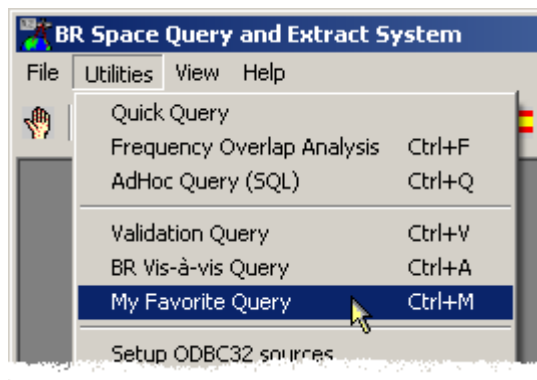 BR Space Query and Extract System
File Utilities View Help
Quick Query
Frequency Overlap Analysis Ctrl+F
AdHoc Query (SQL) Ctrl+Q
Validation Query Ctrl+V
BR Vis-à-vis Query Ctrl+A
My Favorite Query Ctrl+M
Setup ODBC32 sources